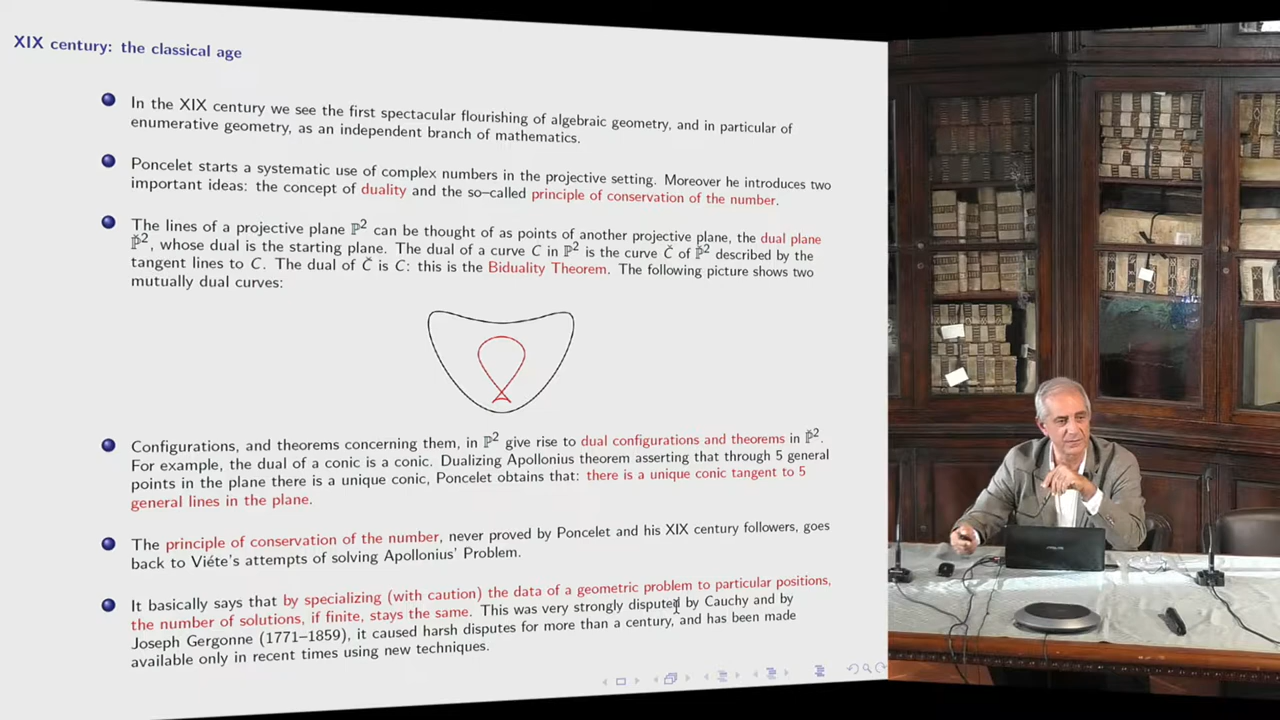 XIX century: the classical age
In the XIX century we see the first spectacular flourishing of algebraic geometry, and in particular of
enumerative geometry, as an independent branch of mathematics.
Poncelet starts a systematic use of complex numbers in the projective setting. Moreover he introduces two
important ideas: the concept of duality and the so–called principle of conservation of the number.
The lines of a projective plane ℙ² can be thought of as points of another projective plane, the dual plane
ℙ̌², whose dual is the starting plane. The dual of a curve C in ℙ² is the curve Č of ℙ̌² described by the
tangent lines to C. The dual of Č is C: this is the Biduality Theorem. The following picture shows two
mutually dual curves:
Configurations, and theorems concerning them, in ℙ² give rise to dual configurations and theorems in ℙ̌².
For example, the dual of a conic is a conic. Dualizing Apollonius theorem asserting that through 5 general
points in the plane there is a unique conic, Poncelet obtains that: there is a unique conic tangent to 5
general lines in the plane.
The principle of conservation of the number, never proved by Poncelet and his XIX century followers, goes
back to Viéte's attempts of solving Apollonius' Problem.
It basically says that by specializing (with caution) the data of a geometric problem to particular positions,
the number of solutions, if finite, stays the same. This was very strongly disputed by Cauchy and by
Joseph Gergonne (1771–1859), it caused harsh disputes for more than a century, and has been made
available only in recent times using new techniques.